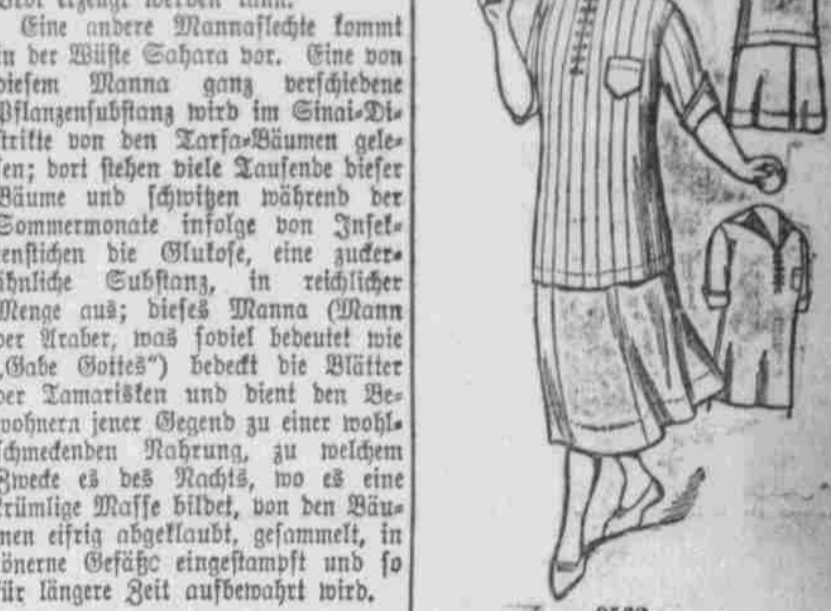 Brot erzeugt werden kann.
Eine andere Mannaflechte kommt
in der Wüste Sahara vor. Eine von
diesem Manna ganz verschiedene
Pflanzensubstanz wird im Sinai-Di-
strikte von den Tarfa-Bäumen gele-
sen; dort stehen viele Tausende dieser
Bäume und schwitzen während der
Sommermonate infolge von Insek-
tenstichen die Glukose, eine zucker-
ähnliche Substanz, in reichlicher
Menge aus; dieses Manna (Mann
der Araber, was soviel bedeutet wie
„Gabe Gottes“) bedeckt die Blätter
der Tamarisken und dient den Be-
wohnern jener Gegend zu einer wohl-
schmeckenden Nahrung, zu welchem
Zwecke es des Nachts, wo es eine
krümlige Masse bildet, von den Bäu-
men eifrig abgeklaubt, gesammelt, in
tönerne Gefäße eingestampft und so
für längere Zeit aufbewahrt wird.